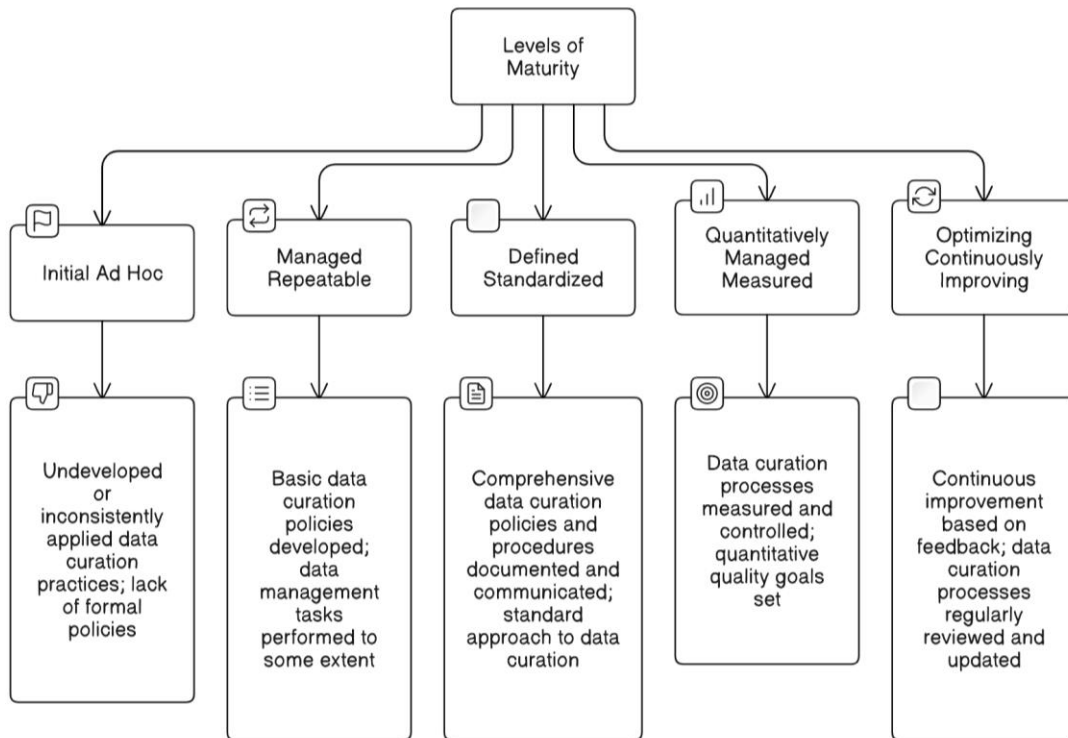 Levels of
Maturity
Initial Ad Hoc
Managed
Repeatable
Defined
Standardized
Quantitatively
Managed
Measured
Optimizing
Continuously
Improving
Undeveloped
or
inconsistently
applied data
curation
practices; lack
of formal
policies
Basic data
curation
policies
developed;
data
management
tasks
performed to
some extent
Comprehensive
data curation
policies and
procedures
documented and
communicated;
standard
approach to data
curation
Data curation
processes
measured and
controlled;
quantitative
quality goals
set
Continuous
improvement
based on
feedback; data
curation
processes
regularly
reviewed and
updated